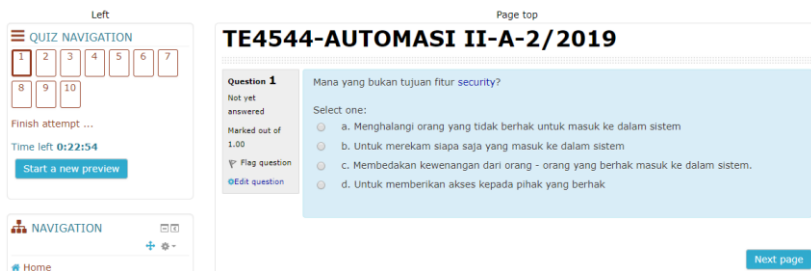 Left
Page top
QUIZ NAVIGATION
1 2 3 4 5 6 7
8 9 10
Finish attempt ...
Time left 0:22:54
Start a new preview
NAVIGATION
Home
TE4544-AUTOMASI II-A-2/2019
Question 1
Not yet
answered
Marked out of
1.00
Flag question
Edit question
Mana yang bukan tujuan fitur security?
Select one:
a. Menghalangi orang yang tidak berhak untuk masuk ke dalam sistem
b. Untuk merekam siapa saja yang masuk ke dalam sistem
c. Membedakan kewenangan dari orang - orang yang berhak masuk ke dalam sistem.
d. Untuk memberikan akses kepada pihak yang berhak
Next page